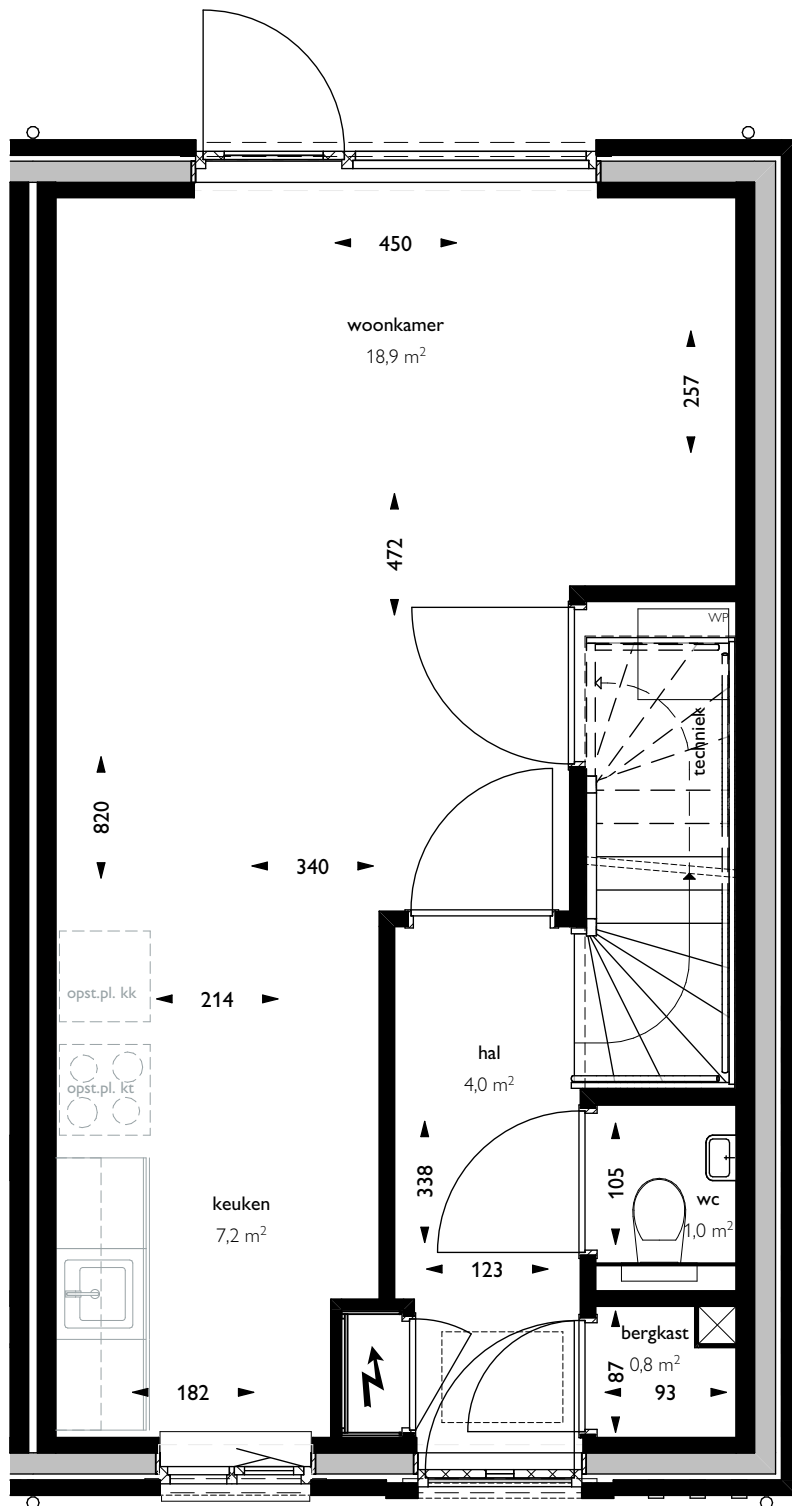 450
woonkamer
18,9 m²
257
472
WP
techniek
820
340
opst.pl. kk
214
hal
4,0 m²
opst.pl. kt
338
105
keuken
7,2 m²
wc
1,0 m²
123
bergkast
0,8 m²
87
182
93